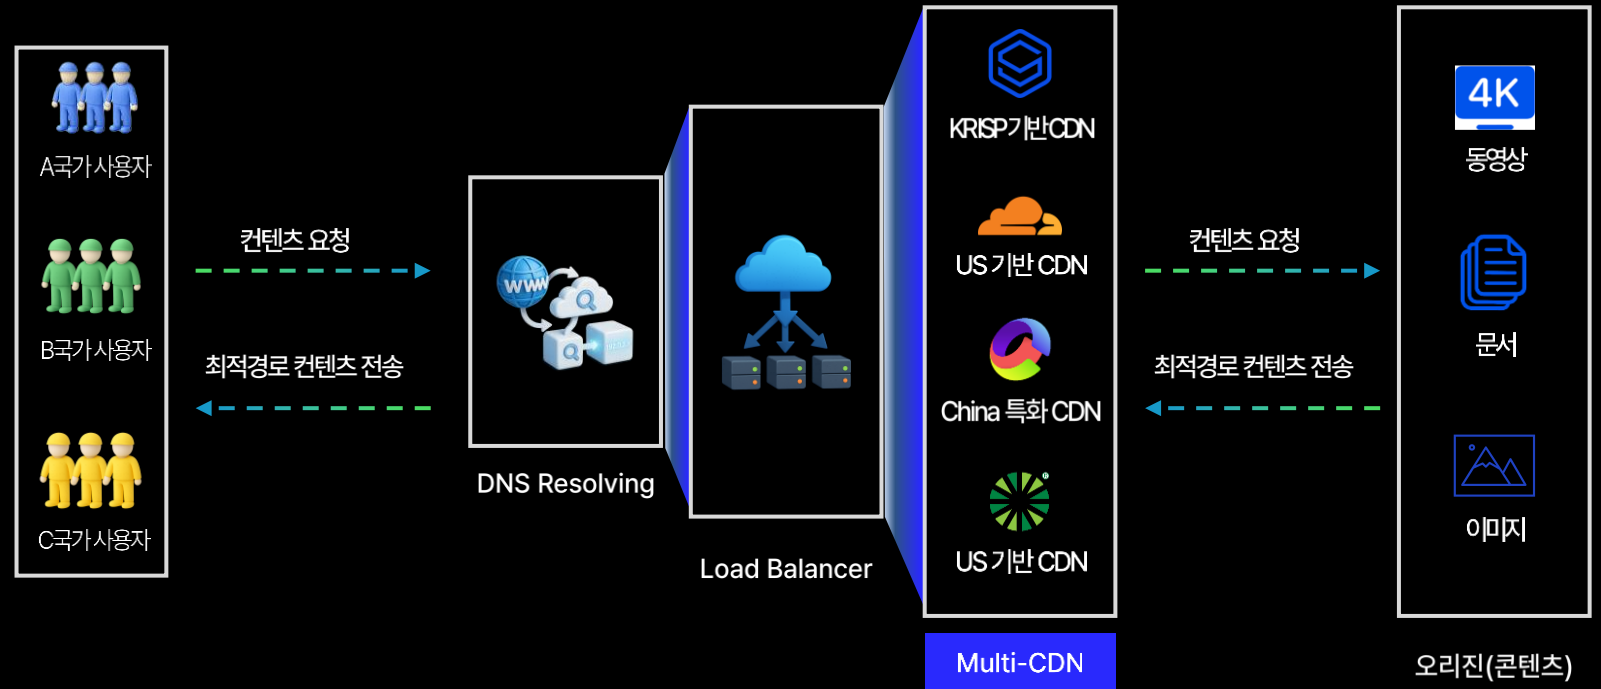 A국가 사용자
B국가 사용자
C국가 사용자
컨텐츠 요청
최적경로 컨텐츠 전송
WWW
DNS Resolving
Load Balancer
KRISP기반CDN
US 기반 CDN
China 특화 CDN
US 기반 CDN
Multi-CDN
컨텐츠 요청
최적경로 컨텐츠 전송
4K
동영상
문서
이미지
오리진(콘텐츠)